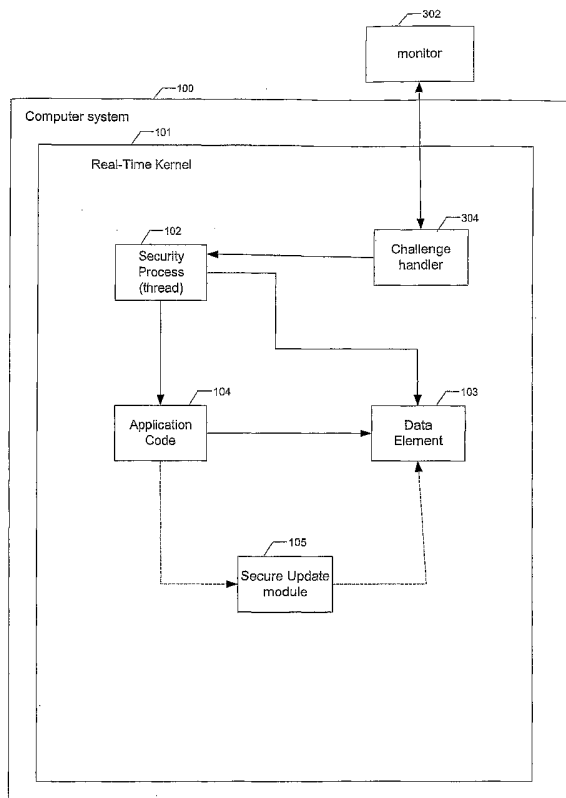 302
monitor
100
Computer system
101
Real-Time Kernel
304
Challenge
handler
102
Security
Process
(thread)
104
Application
Code
103
Data
Element
105
Secure Update
module